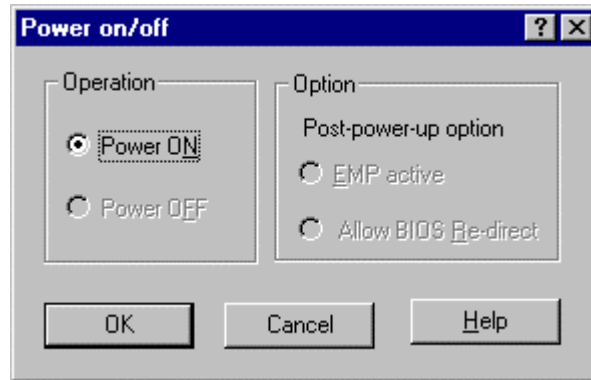 Power on/off
Operation
Power ON
Power OFF
Option
Post-power-up option
EMP active
Allow BIOS Re-direct
OK
Cancel
Help